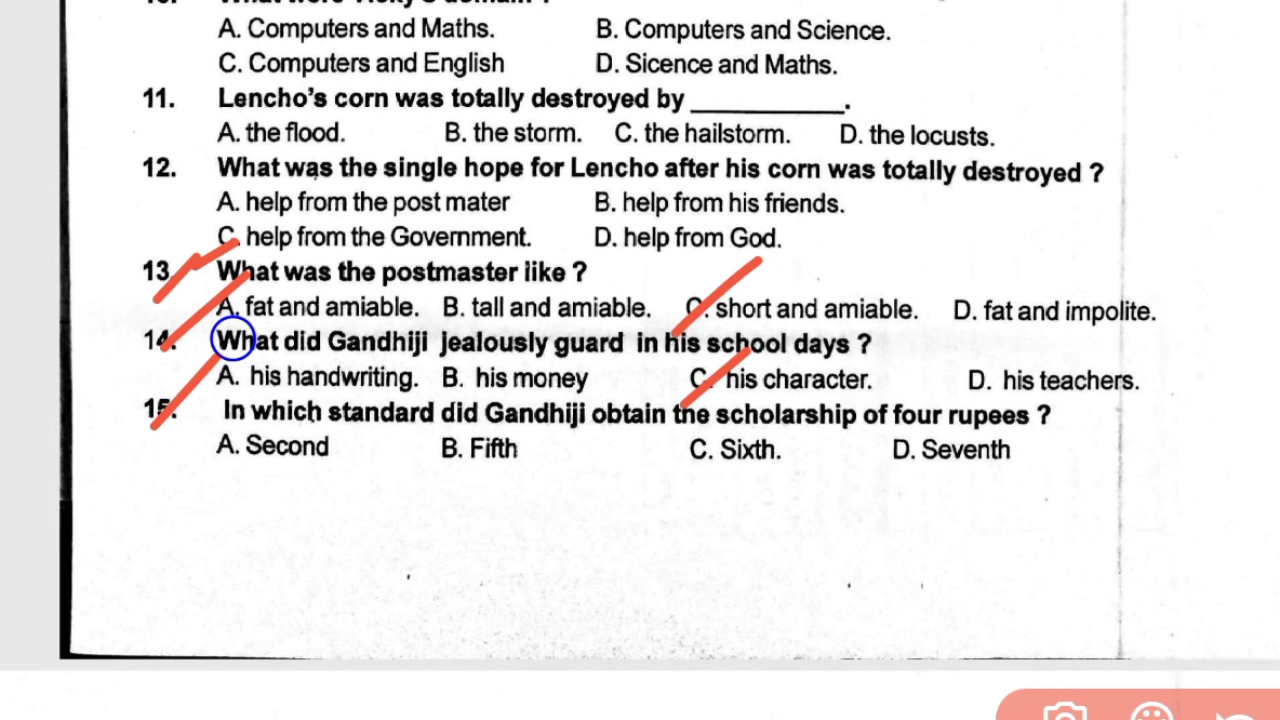 A. Computers and Maths. B. Computers and Science.
C. Computers and English D. Sicence and Maths.
11. Lencho's corn was totally destroyed by ___________.
A. the flood. B. the storm. C. the hailstorm. D. the locusts.
12. What was the single hope for Lencho after his corn was totally destroyed ?
A. help from the post mater B. help from his friends.
C. help from the Government. D. help from God.
13. What was the postmaster like ?
A. fat and amiable. B. tall and amiable. C. short and amiable. D. fat and impolite.
14. What did Gandhiji jealously guard in his school days ?
A. his handwriting. B. his money C. his character. D. his teachers.
15. In which standard did Gandhiji obtain the scholarship of four rupees ?
A. Second B. Fifth C. Sixth. D. Seventh